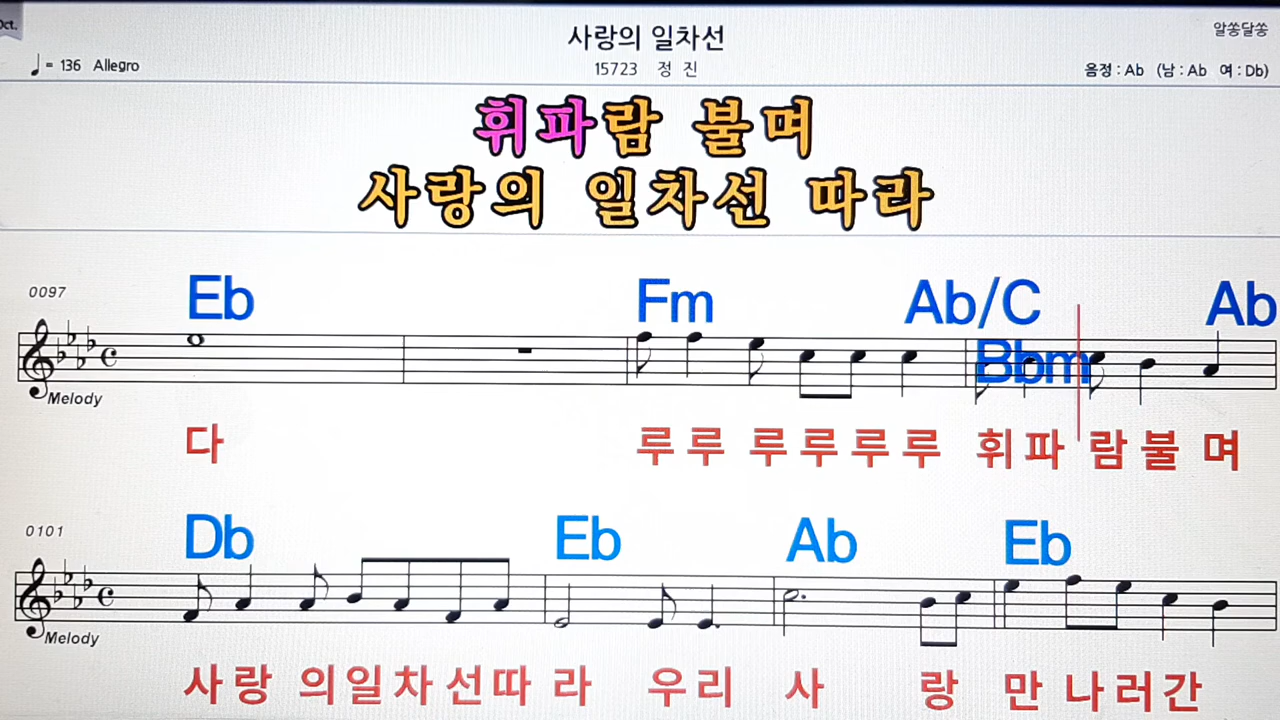 Oct.
사랑의 일차선
알쏭달쏭
♩= 136 Allegro
15723 정 진
음정 : Ab (남 : Ab 여 : Db)
휘파람 불며
사랑의 일차선 따라
0097
Eb Fm Ab/C Bbm Ab
Melody
다 루루 루루루루 휘파 람불 며
0101
Db Eb Ab Eb
Melody
사랑 의일차선따 라 우리 사 랑 만나러간